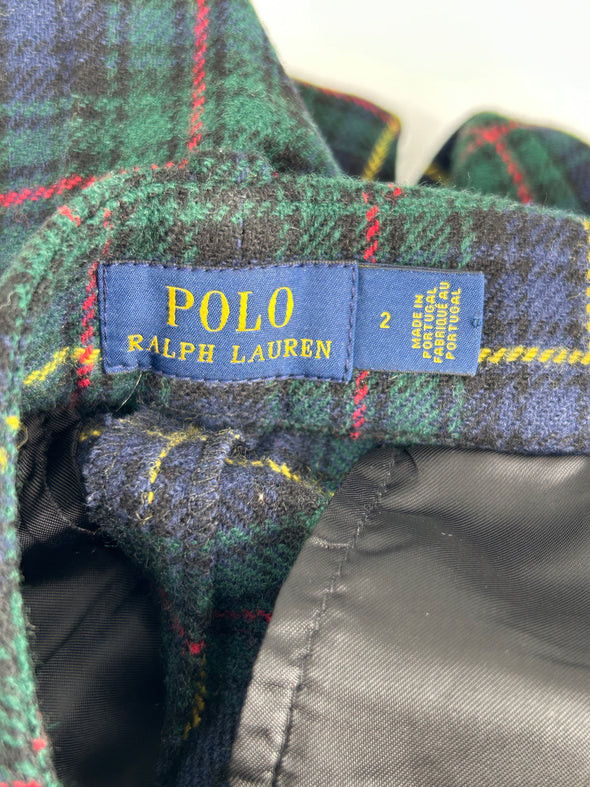 POLO
RALPH LAUREN
2
MADE IN
PORTUGAL
FABRIQUÉ AU
PORTUGAL